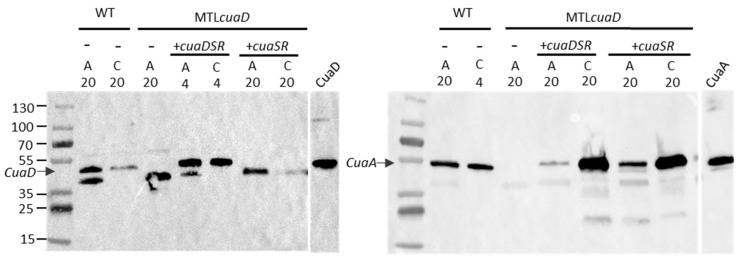 WT MTLcuaD
- - - +cuaDSR +cuaSR
A C A A C A C CuaD
20 20 20 4 4 20 20
130
100
70
55
CuaD
35
25
15
WT MTLcuaD
- - - +cuaDSR +cuaSR
A C A A C A C CuaA
20 4 20 20 20 20 20
CuaA